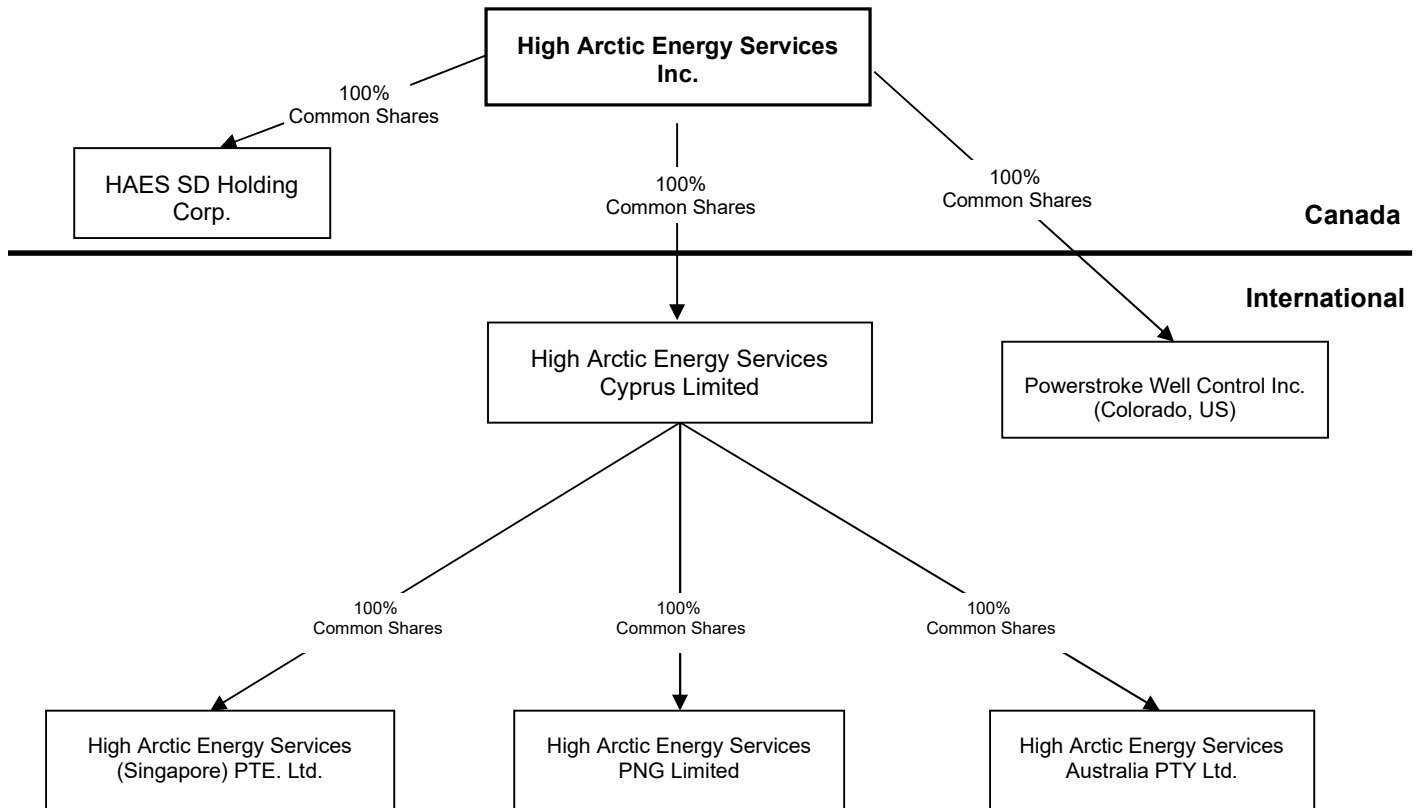 High Arctic Energy Services
Inc.
100%
Common Shares
HAES SD Holding
Corp.
100%
Common Shares
100%
Common Shares
Canada
International
High Arctic Energy Services
Cyprus Limited
Powerstroke Well Control Inc.
(Colorado, US)
100%
Common Shares
100%
Common Shares
100%
Common Shares
High Arctic Energy Services
(Singapore) PTE. Ltd.
High Arctic Energy Services
PNG Limited
High Arctic Energy Services
Australia PTY Ltd.